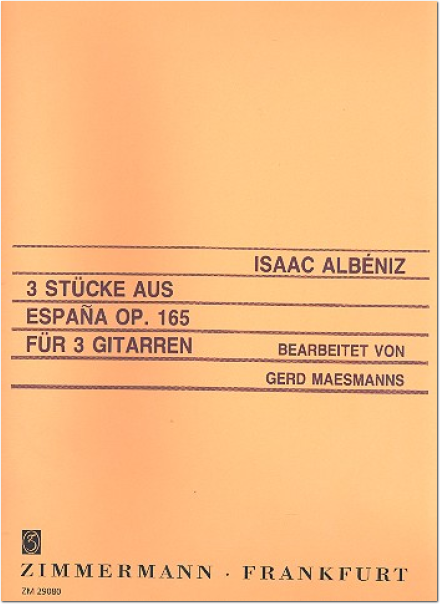 ISAAC ALBÉNIZ
3 STÜCKE AUS
ESPAÑA OP. 165
FÜR 3 GITARREN
BEARBEITET VON
GERD MAESMANNS
ZIMMERMANN · FRANKFURT
ZM 29080